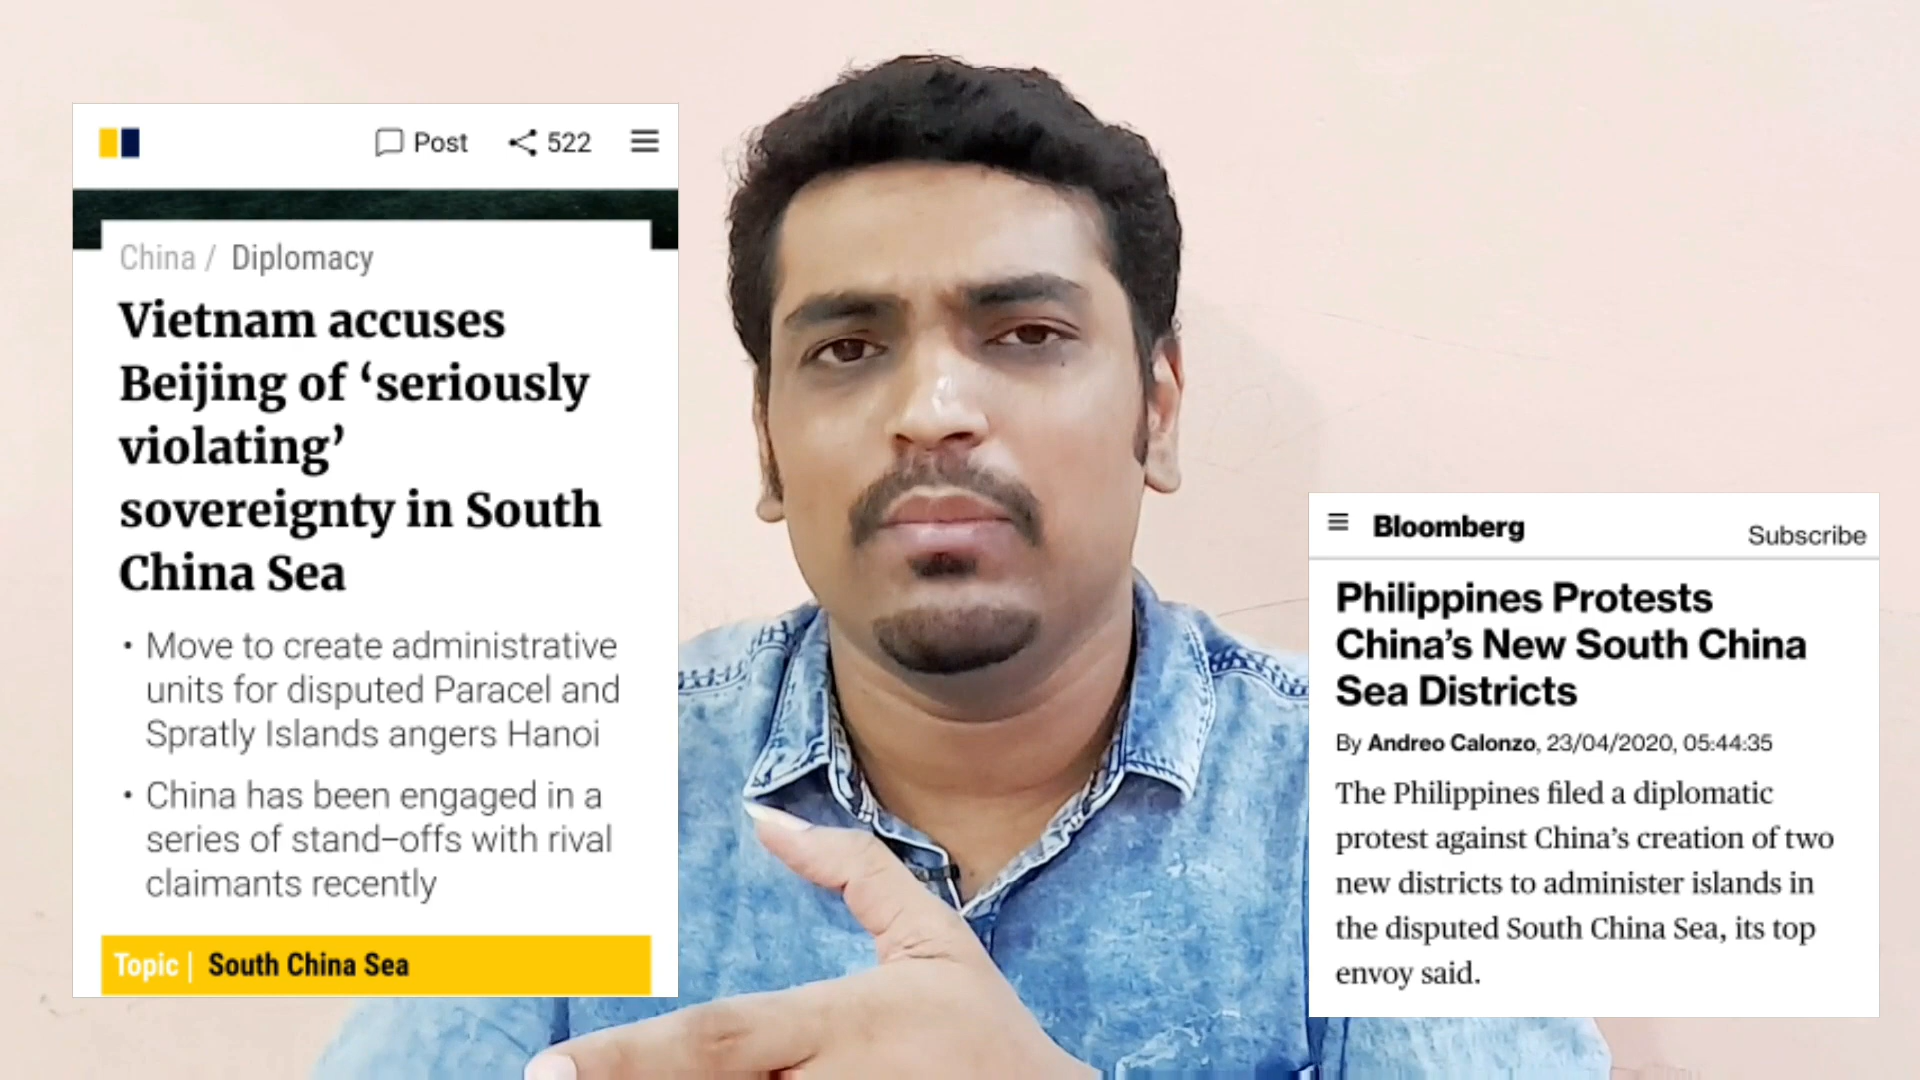 Post
522
China / Diplomacy
Vietnam accuses
Beijing of ‘seriously
violating’
sovereignty in South
China Sea
• Move to create administrative
units for disputed Paracel and
Spratly Islands angers Hanoi
• China has been engaged in a
series of stand–offs with rival
claimants recently
Topic | South China Sea
Bloomberg
Subscribe
Philippines Protests
China’s New South China
Sea Districts
By Andreo Calonzo, 23/04/2020, 05:44:35
The Philippines filed a diplomatic
protest against China’s creation of two
new districts to administer islands in
the disputed South China Sea, its top
envoy said.